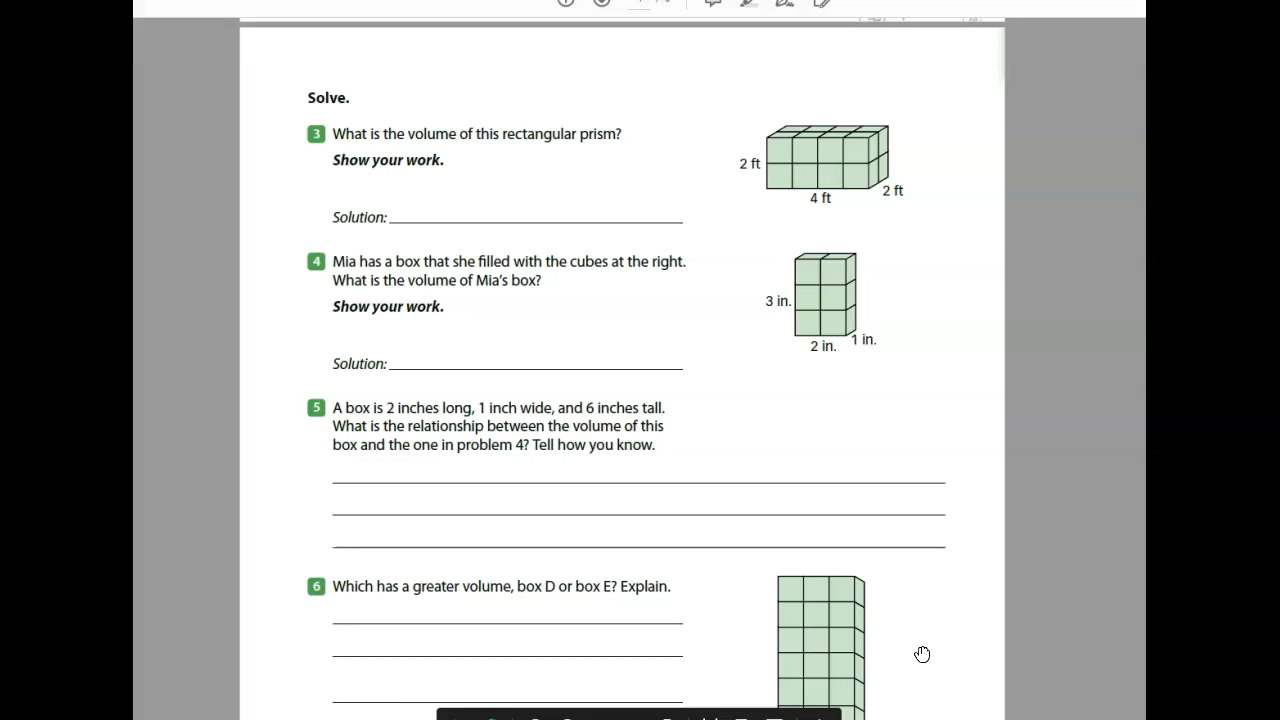 Solve.
3 What is the volume of this rectangular prism?
Show your work.
2 ft
4 ft
2 ft
Solution:
4 Mia has a box that she filled with the cubes at the right.
What is the volume of Mia's box?
Show your work.
3 in.
2 in.
1 in.
Solution:
5 A box is 2 inches long, 1 inch wide, and 6 inches tall.
What is the relationship between the volume of this
box and the one in problem 4? Tell how you know.
6 Which has a greater volume, box D or box E? Explain.